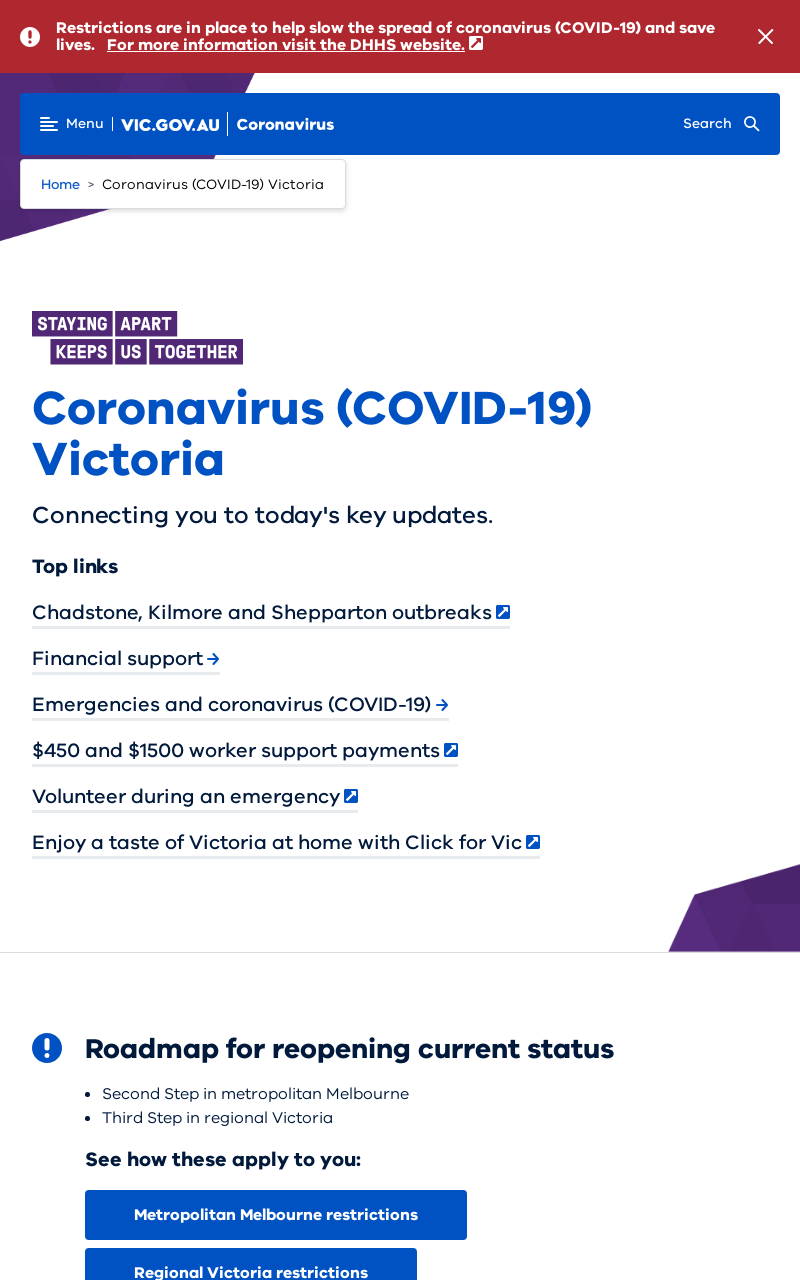 Restrictions are in place to help slow the spread of coronavirus (COVID-19) and save
lives. For more information visit the DHHS website.
Menu
VIC.GOV.AU
Coronavirus
Search
Home > Coronavirus (COVID-19) Victoria
STAYING APART
KEEPS US TOGETHER
Coronavirus (COVID-19)
Victoria
Connecting you to today's key updates.
Top links
Chadstone, Kilmore and Shepparton outbreaks
Financial support
Emergencies and coronavirus (COVID-19)
$450 and $1500 worker support payments
Volunteer during an emergency
Enjoy a taste of Victoria at home with Click for Vic
Roadmap for reopening current status
• Second Step in metropolitan Melbourne
• Third Step in regional Victoria
See how these apply to you:
Metropolitan Melbourne restrictions
Regional Victoria restrictions